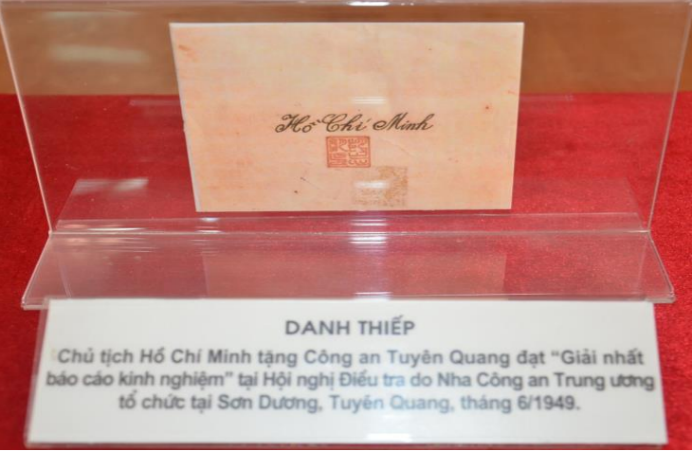 Hồ Chí Minh
DANH THIẾP
Chủ tịch Hồ Chí Minh tặng Công an Tuyên Quang đạt “Giải nhất
báo cáo kinh nghiệm” tại Hội nghị Điều tra do Nha Công an Trung ương
tổ chức tại Sơn Dương, Tuyên Quang, tháng 6/1949.